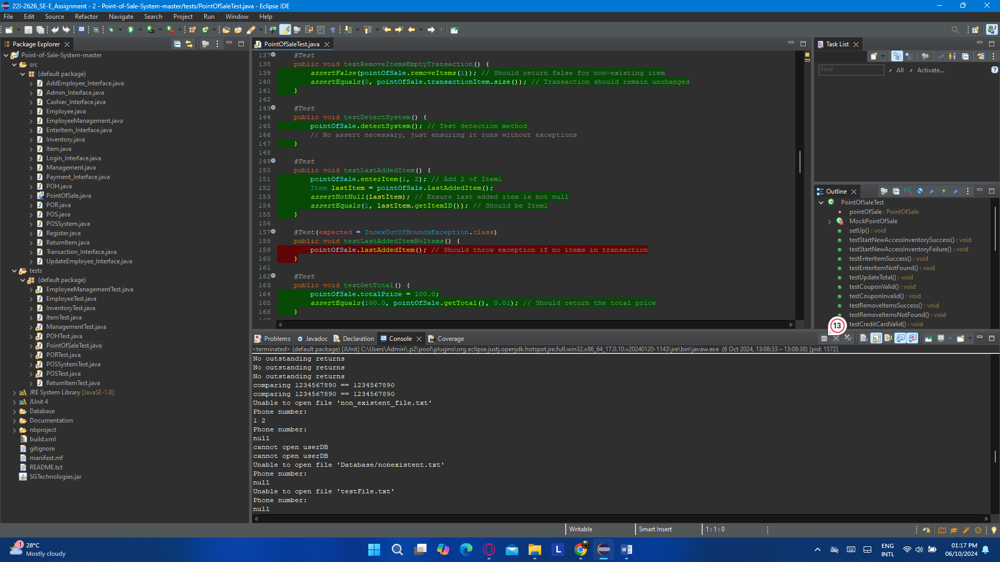 22I-2626_SE-E_Assignment - 2 - Point-of-Sale-System-master/tests/PointOfSaleTest.java - Eclipse IDE
File Edit Source Refactor Navigate Search Project Run Window Help
Package Explorer
Point-of-Sale-System-master
src
(default package)
AddEmployee_Interface.java
Admin_Interface.java
Cashier_Interface.java
Employee.java
EmployeeManagement.java
EnterItem_Interface.java
Inventory.java
Item.java
Login_Interface.java
Management.java
Payment_Interface.java
POH.java
PointOfSale.java
POR.java
POS.java
POSSystem.java
Register.java
ReturnItem.java
Transaction_Interface.java
UpdateEmployee_Interface.java
tests
(default package)
EmployeeManagementTest.java
EmployeeTest.java
InventoryTest.java
ItemTest.java
ManagementTest.java
POHTest.java
PointOfSaleTest.java
PORTest.java
POSSystemTest.java
POSTest.java
ReturnItemTest.java
JRE System Library [JavaSE-1.8]
JUnit 4
Database
Documentation
nbproject
build.xml
gitignore
manifest.mf
README.txt
SGTechnologies.jar
PointOfSaleTest.java
137 @Test
138 public void testRemoveItemsEmptyTransaction() {
139 assertFalse(pointOfSale.removeItems(1)); // Should return false for non-existing item
140 assertEquals(0, pointOfSale.transactionItem.size()); // Transaction should remain unchanged
141 }
142
143 @Test
144 public void testDetectSystem() {
145 pointOfSale.detectSystem(); // Test detection method
146 // No assert necessary, just ensuring it runs without exceptions
147 }
148
149 @Test
150 public void testLastAddedItem() {
151 pointOfSale.enterItem(1, 2); // Add 2 of Item1
152 Item lastItem = pointOfSale.lastAddedItem();
153 assertNotNull(lastItem); // Ensure last added item is not null
154 assertEquals(1, lastItem.getItemID()); // Should be Item1
155 }
156
157 @Test(expected = IndexOutOfBoundsException.class)
158 public void testLastAddedItemNoItems() {
159 pointOfSale.lastAddedItem(); // Should throw exception if no items in transaction
160 }
161
162 @Test
163 public void testGetTotal() {
164 pointOfSale.totalPrice = 100.0;
165 assertEquals(100.0, pointOfSale.getTotal(), 0.01); // Should return the total price
166 }
Task List
Find
All
Activate...
Outline
PointOfSaleTest
pointOfSale : PointOfSale
MockPointOfSale
setUp() : void
testStartNewAccessInventorySuccess() : void
testStartNewAccessInventoryFailure() : void
testEnterItemSuccess() : void
testEnterItemNotFound() : void
testUpdateTotal() : void
testCouponValid() : void
testCouponInvalid() : void
testRemoveItemsSuccess() : void
testRemoveItemsNotFound() : void
testCreditCardValid() : void
13
Problems Javadoc Declaration Console Coverage
<terminated> (default package) [JUnit] C:\Users\Admin\.p2\pool\plugins\org.eclipse.justj.openjdk.hotspot.jre.full.win32.x86_64_17.0.10.v20240120-1143\jre\bin\javaw.exe (6 Oct 2024, 13:08:33 – 13:08:38) [pid: 1572]
No outstanding returns
No outstanding returns
No outstanding returns
comparing 1234567890 == 1234567890
comparing 1234567890 == 1234567890
Unable to open file 'non_existent_file.txt'
Phone number:
1 2
Phone number:
null
cannot open userDB
cannot open userDB
Unable to open file 'Database/nonexistent.txt'
Phone number:
null
Unable to open file 'testFile.txt'
Phone number:
null
Writable
Smart Insert
1 : 1 : 0
1
28°C
Mostly cloudy
L
ENG
INTL
01:17 PM
06/10/2024